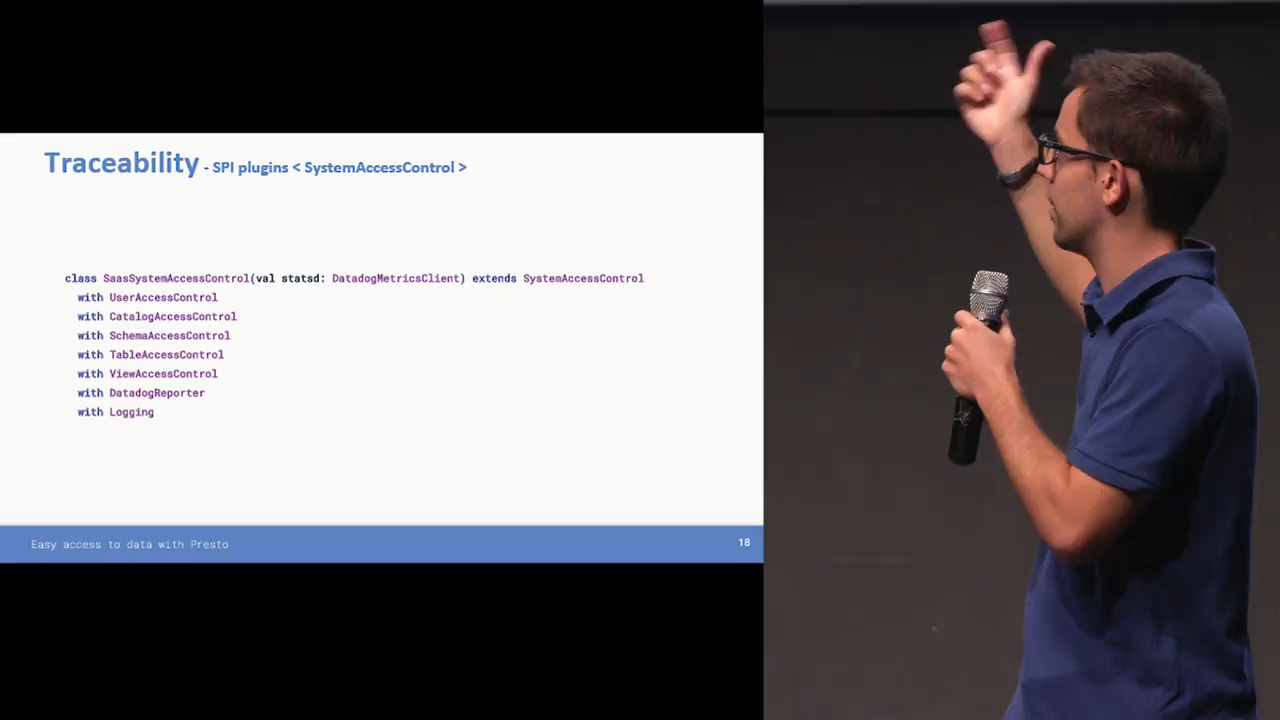 Traceability - SPI plugins < SystemAccessControl >
class SaasSystemAccessControl(val statsd: DatadogMetricsClient) extends SystemAccessControl
with UserAccessControl
with CatalogAccessControl
with SchemaAccessControl
with TableAccessControl
with ViewAccessControl
with DatadogReporter
with Logging
Easy access to data with Presto
18